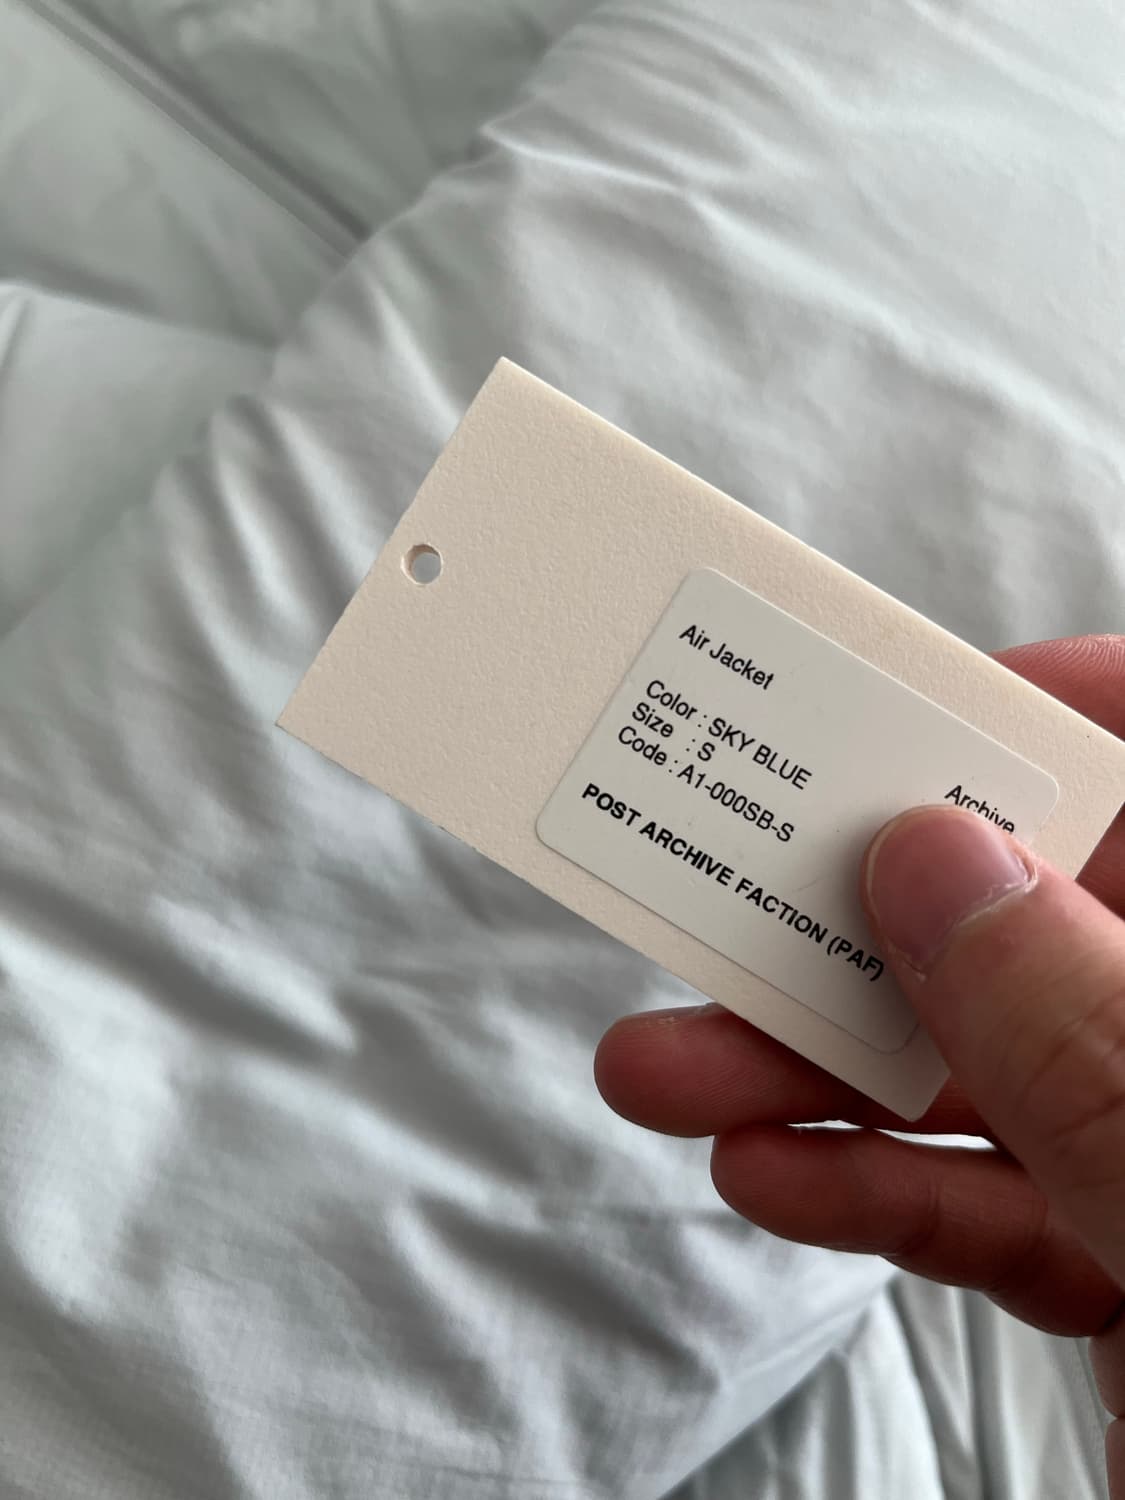 Air Jacket
Color : SKY BLUE
Size : S
Code : A1-000SB-S
Archive
POST ARCHIVE FACTION (PAF)